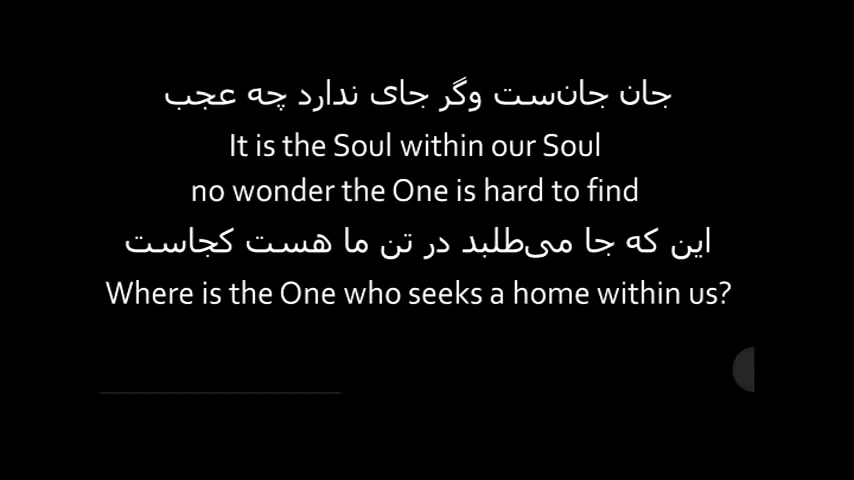 جان جان‌ست وگر جای ندارد چه عجب
It is the Soul within our Soul
no wonder the One is hard to find
این که جا می‌طلبد در تن ما هست کجاست
Where is the One who seeks a home within us?